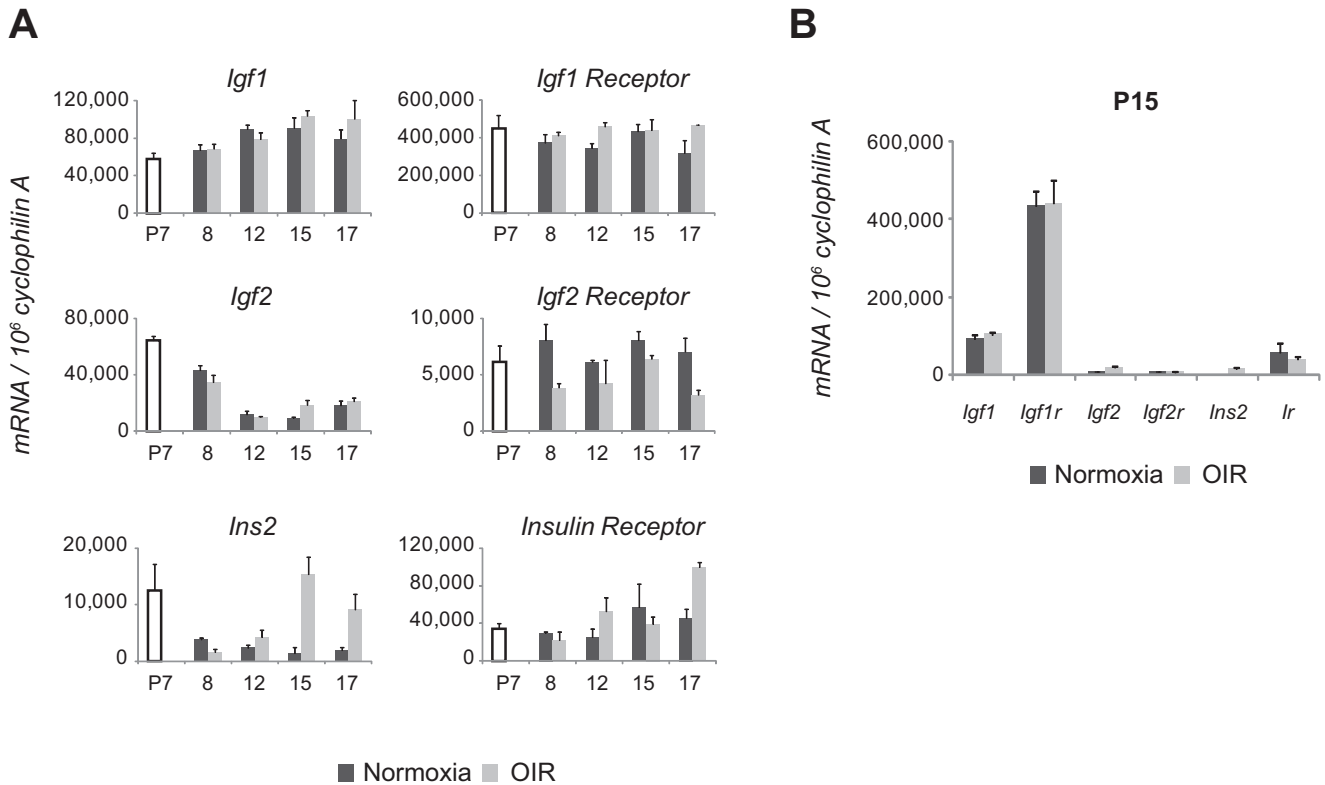 A
B
mRNA / 10⁶ cyclophilin A
Igf1
120,000
80,000
40,000
0
P7 8 12 15 17
Igf1 Receptor
600,000
400,000
200,000
0
P7 8 12 15 17
Igf2
80,000
40,000
0
P7 8 12 15 17
Igf2 Receptor
10,000
5,000
0
P7 8 12 15 17
Ins2
20,000
10,000
0
P7 8 12 15 17
Insulin Receptor
120,000
80,000
40,000
0
P7 8 12 15 17
Normoxia OIR
P15
mRNA / 10⁶ cyclophilin A
600,000
400,000
200,000
0
Igf1 Igf1r Igf2 Igf2r Ins2 Ir
Normoxia OIR